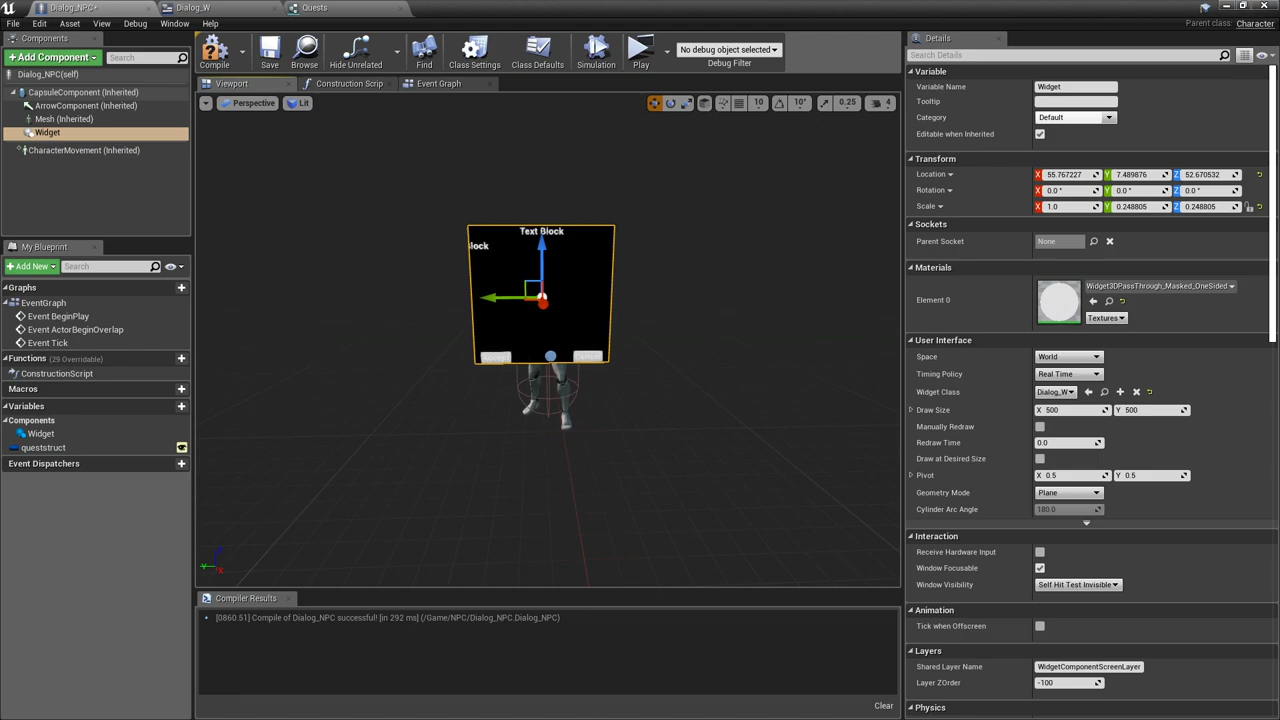 Dialog_NPC*
Dialog_W
Quests
File Edit Asset View Debug Window Help
Parent class: Character
Components
Details
+ Add Component
Search
Dialog_NPC(self)
CapsuleComponent (Inherited)
ArrowComponent (Inherited)
Mesh (Inherited)
Widget
CharacterMovement (Inherited)
Compile
Save
Browse
Hide Unrelated
Find
Class Settings
Class Defaults
Simulation
Play
No debug object selected
Debug Filter
Viewport
Construction Scrip
Event Graph
Perspective
Lit
10
10°
0.25
4
Text Block
lock
My Blueprint
+ Add New
Search
Graphs
EventGraph
Event BeginPlay
Event ActorBeginOverlap
Event Tick
Functions (29 Overridable)
ConstructionScript
Macros
Variables
Components
Widget
queststruct
Event Dispatchers
Compiler Results
[0860.51] Compile of Dialog_NPC successful! [in 292 ms] (/Game/NPC/Dialog_NPC.Dialog_NPC)
Clear
Search Details
Variable
Variable Name Widget
Tooltip
Category Default
Editable when Inherited
Transform
Location X 55.767227 Y 7.489876 Z 52.670532
Rotation X 0.0 ° Y 0.0 ° Z 0.0 °
Scale X 1.0 Y 0.248805 Z 0.248805
Sockets
Parent Socket None
Materials
Element 0 Widget3DPassThrough_Masked_OneSided
Textures
User Interface
Space World
Timing Policy Real Time
Widget Class Dialog_W
Draw Size X 500 Y 500
Manually Redraw
Redraw Time 0.0
Draw at Desired Size
Pivot X 0.5 Y 0.5
Geometry Mode Plane
Cylinder Arc Angle 180.0
Interaction
Receive Hardware Input
Window Focusable
Window Visibility Self Hit Test Invisible
Animation
Tick when Offscreen
Layers
Shared Layer Name WidgetComponentScreenLayer
Layer ZOrder -100
Physics